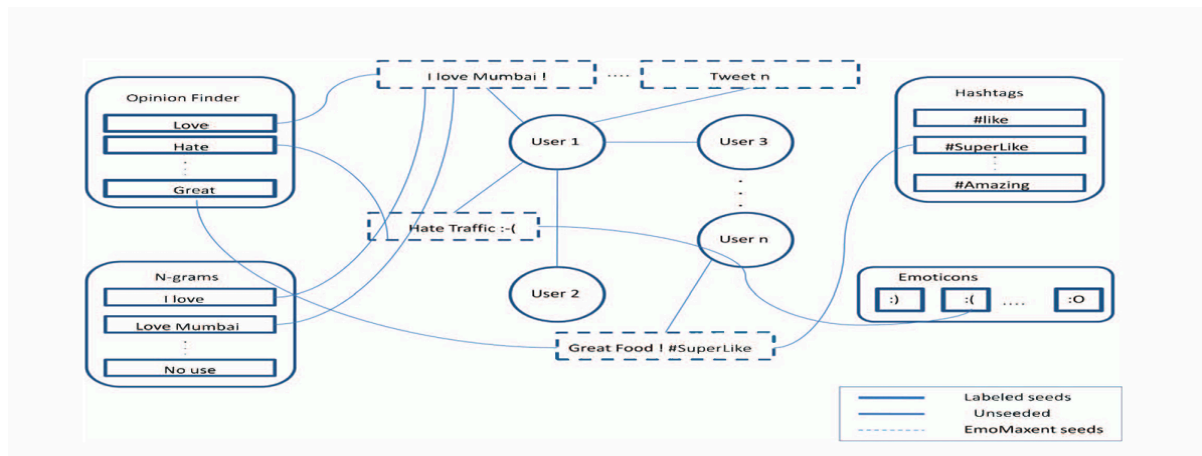 Opinion Finder
Love
Hate
Great
N-grams
I love
Love Mumbai
No use
I love Mumbai !
....
Tweet n
User 1
User 3
Hate Traffic :-(
User n
User 2
Great Food ! #SuperLike
Hashtags
#like
#SuperLike
#Amazing
Emoticons
:) :( .... :O
Labeled seeds
Unseeded
EmoMaxent seeds